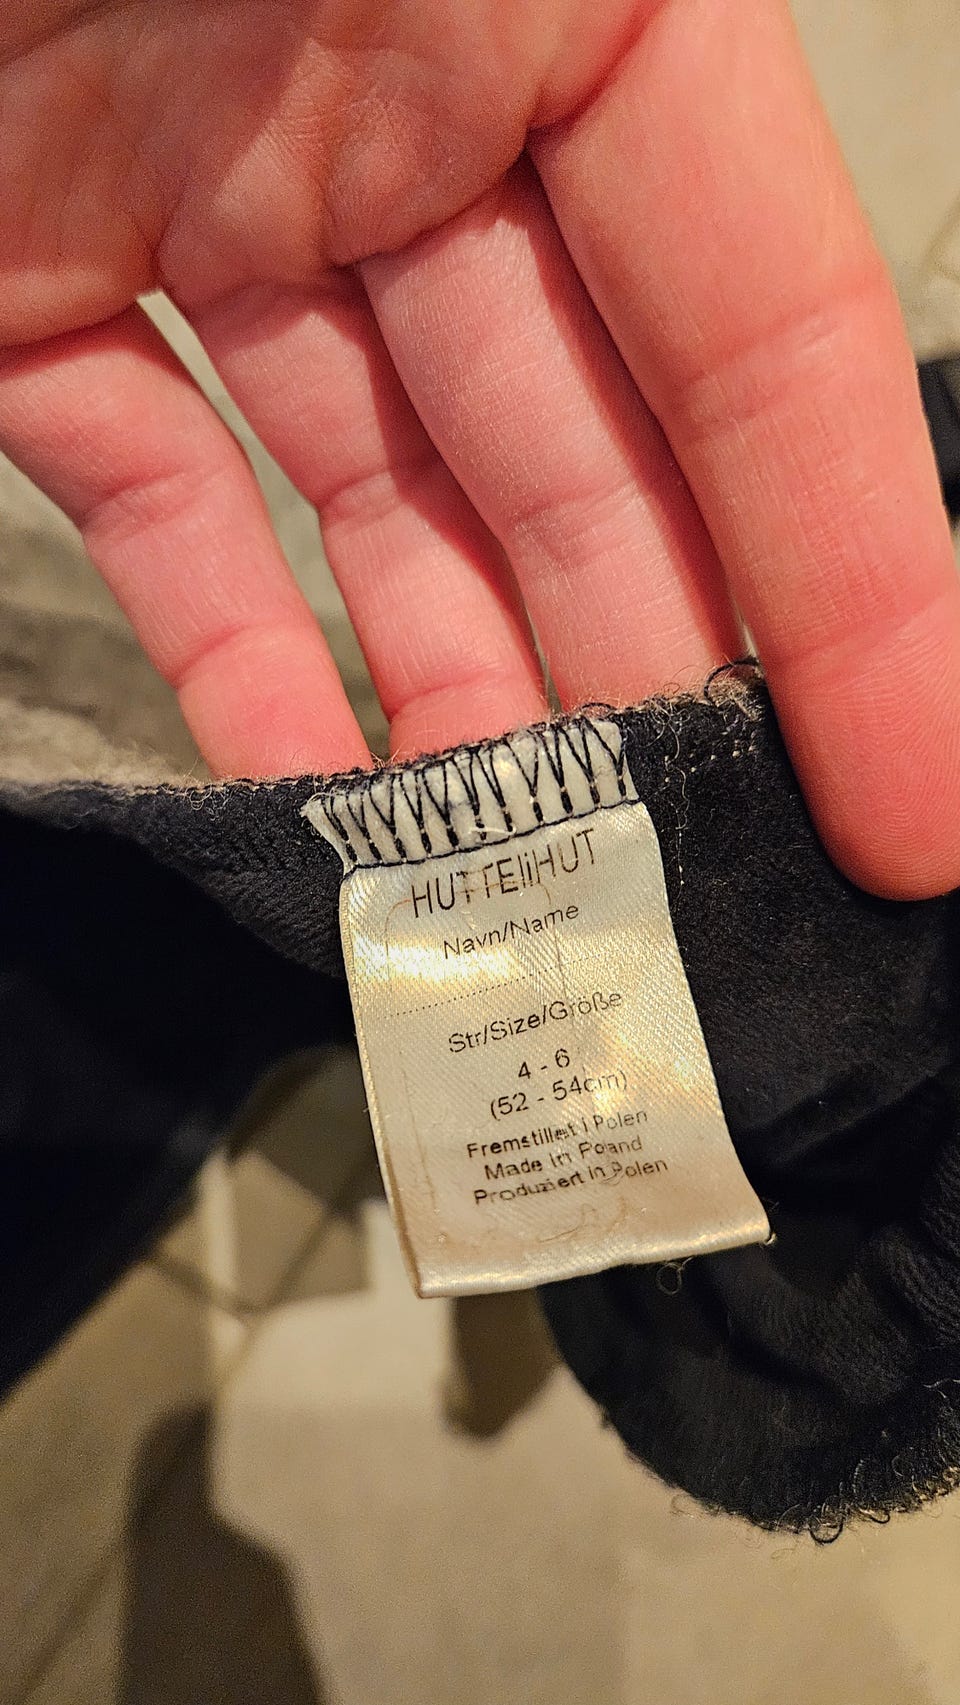 HUTTEliHUT
Navn/Name
Str/Size/Größe
4 - 6
(52 - 54cm)
Fremstillet i Polen
Made in Poland
Produziert in Polen